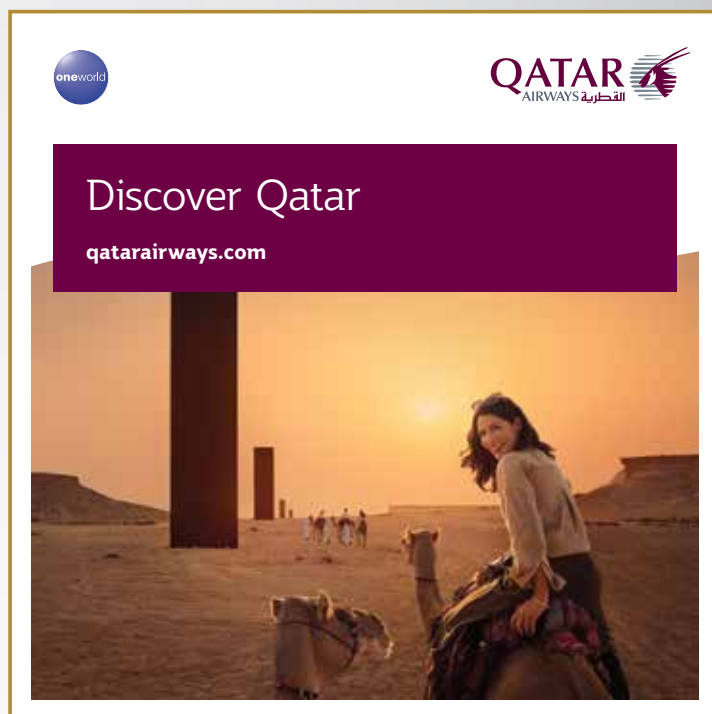 oneworld
QATAR
AIRWAYS القطرية
Discover Qatar
qatarairways.com